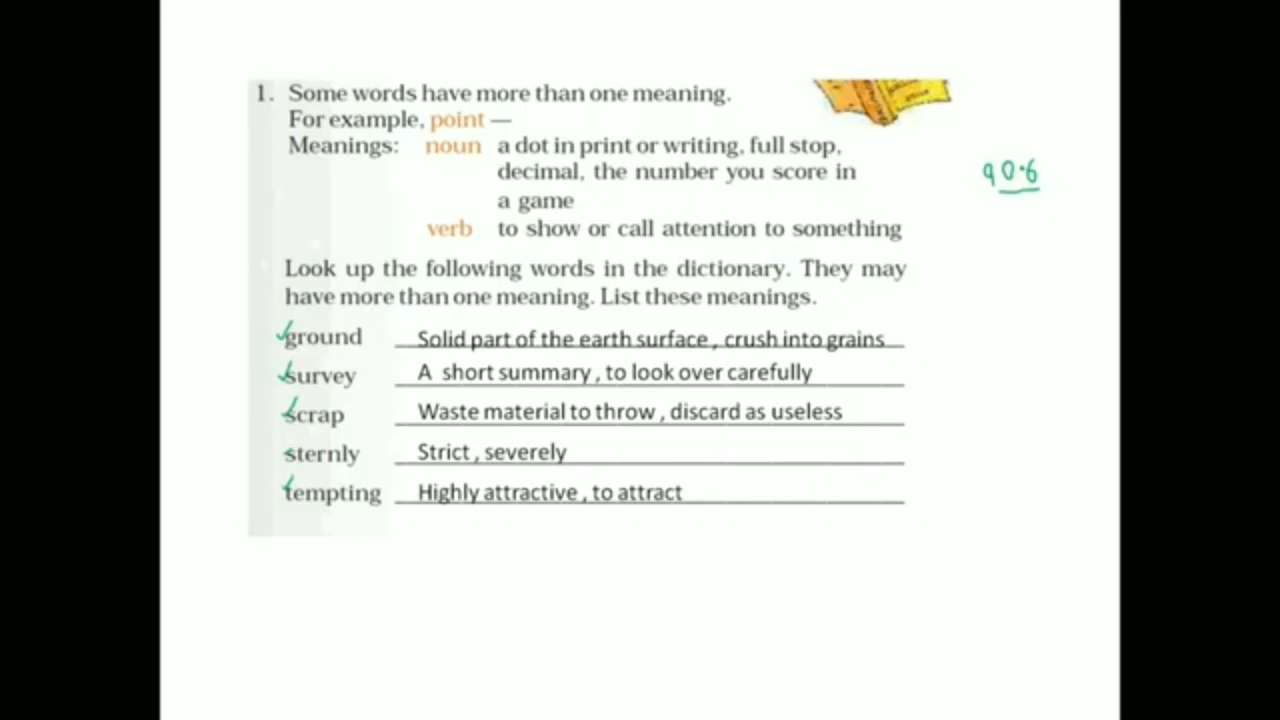 1. Some words have more than one meaning.
For example, point —
Meanings: noun a dot in print or writing, full stop,
decimal, the number you score in
a game
90.6
verb to show or call attention to something
Look up the following words in the dictionary. They may
have more than one meaning. List these meanings.
ground Solid part of the earth surface , crush into grains
survey A short summary , to look over carefully
scrap Waste material to throw , discard as useless
sternly Strict , severely
tempting Highly attractive , to attract